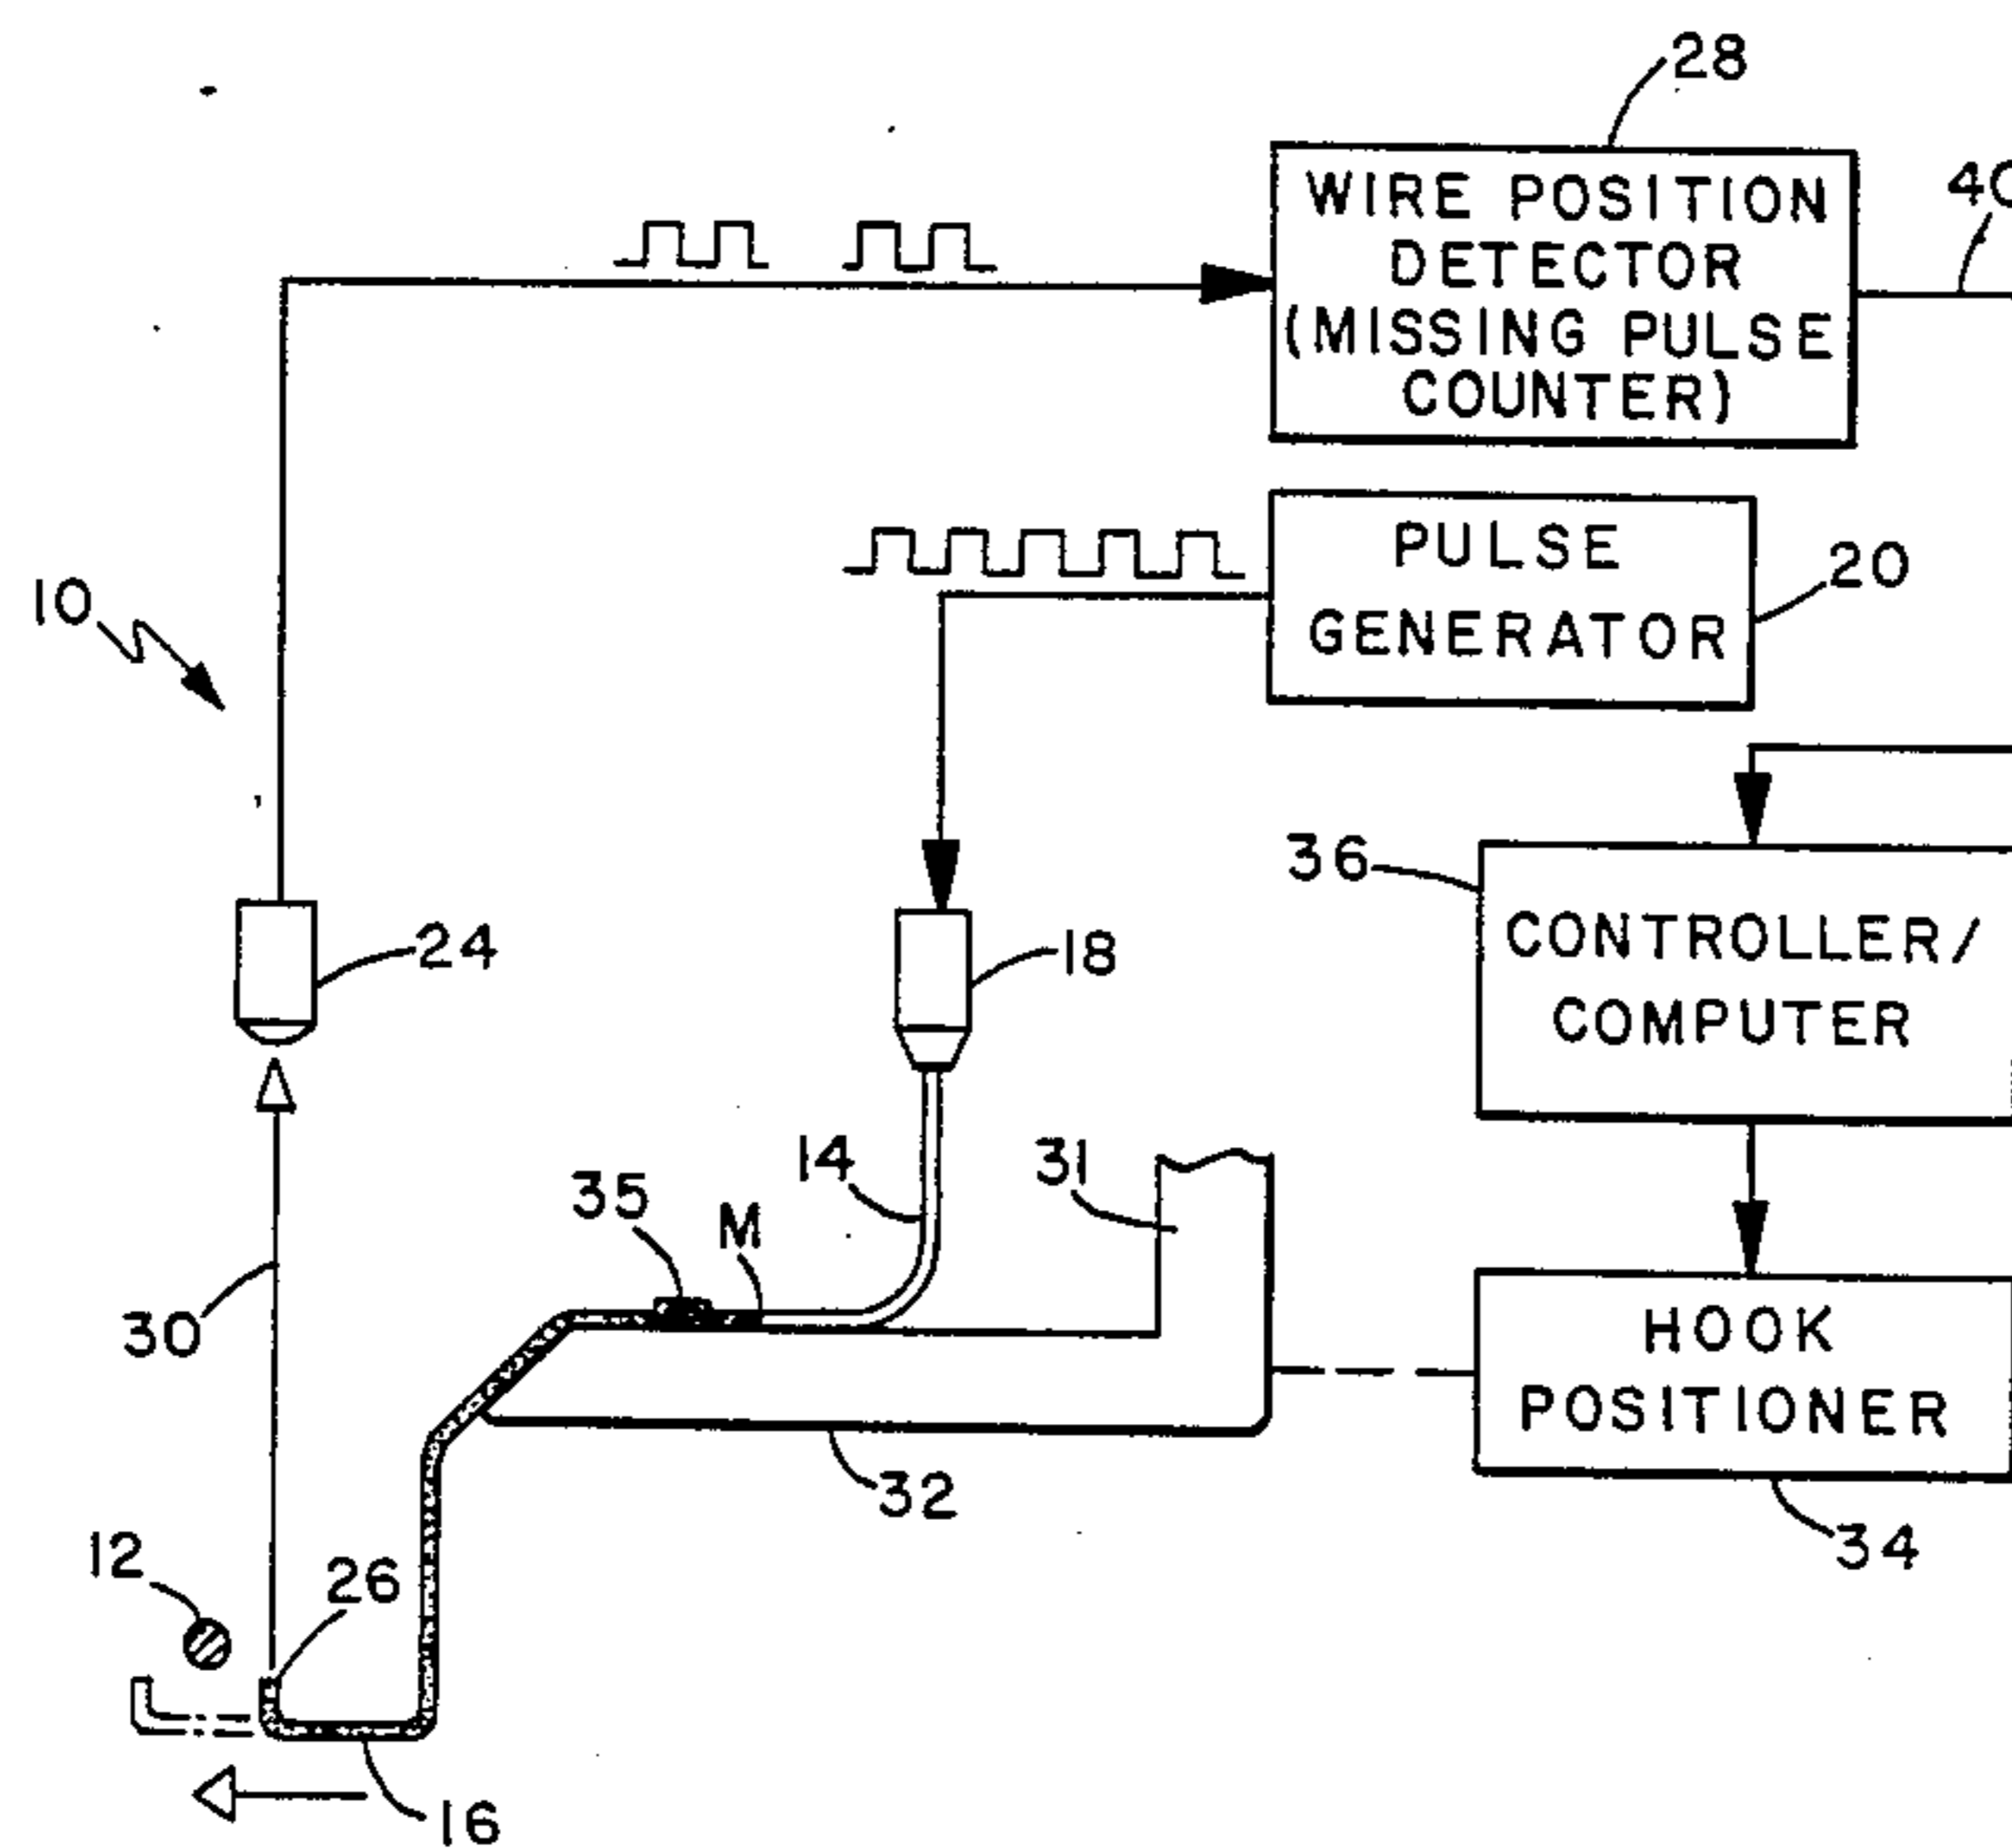 28
WIRE POSITION
DETECTOR
(MISSING PULSE
COUNTER)
40
PULSE
GENERATOR
20
10
36
CONTROLLER/
COMPUTER
24
18
14
31
35
M
30
HOOK
POSITIONER
32
34
12
26
16